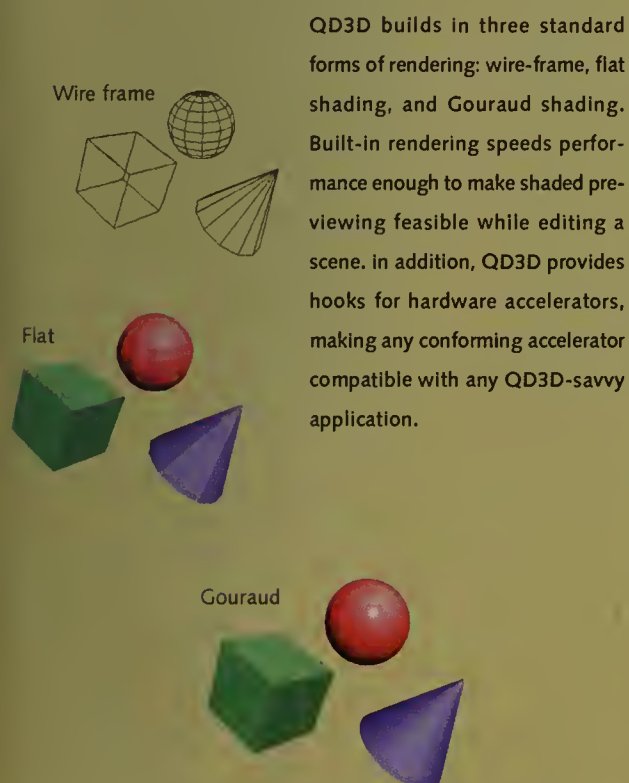 QD3D builds in three standard
forms of rendering: wire-frame, flat
shading, and Gouraud shading.
Built-in rendering speeds perfor-
mance enough to make shaded pre-
viewing feasible while editing a
scene. in addition, QD3D provides
hooks for hardware accelerators,
making any conforming accelerator
compatible with any QD3D-savvy
application.
Wire frame
Flat
Gouraud